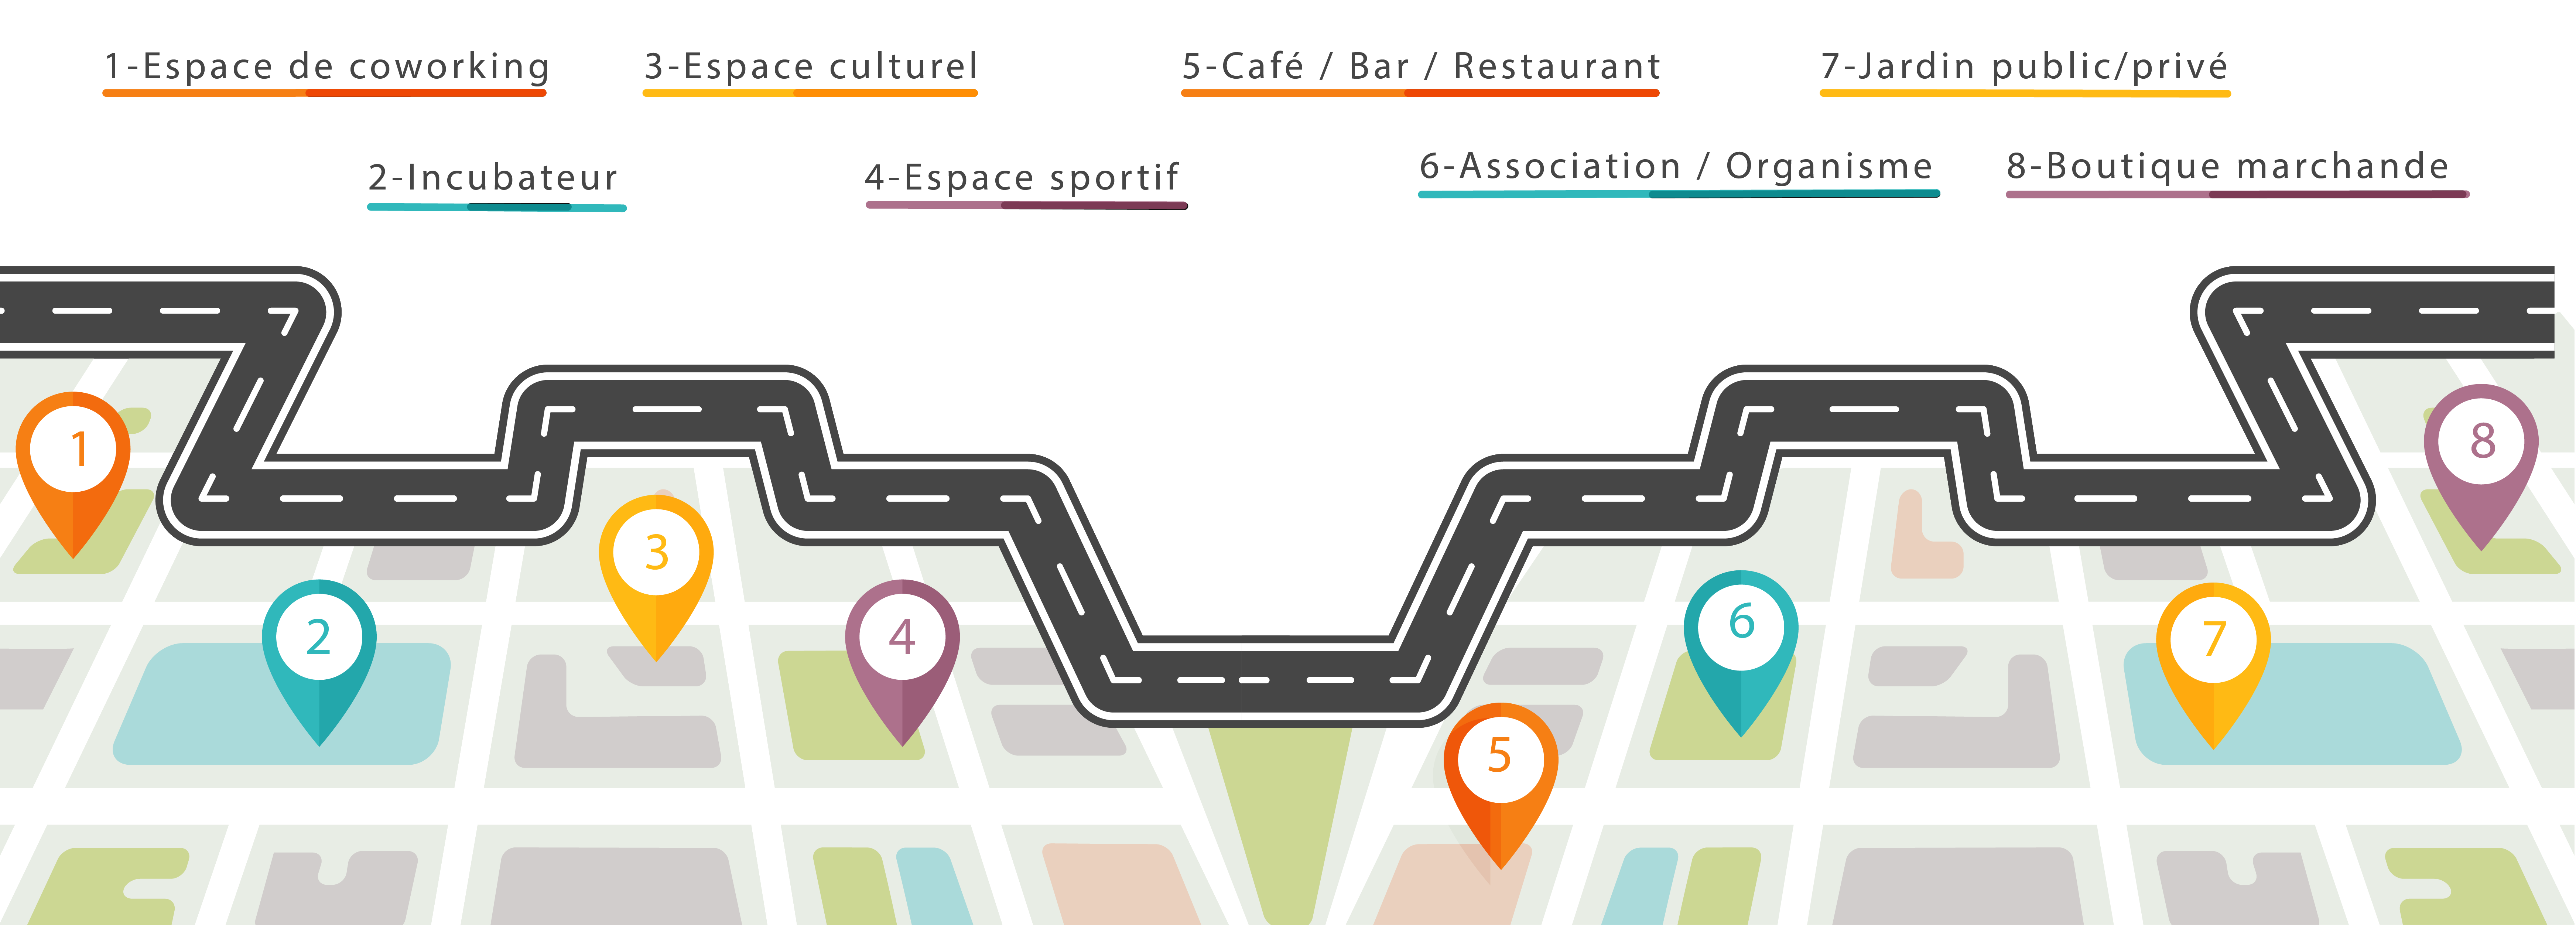 1-Espace de coworking
3-Espace culturel
5-Café / Bar / Restaurant
7-Jardin public/privé
2-Incubateur
4-Espace sportif
6-Association / Organisme
8-Boutique marchande
1
2
3
4
5
6
7
8